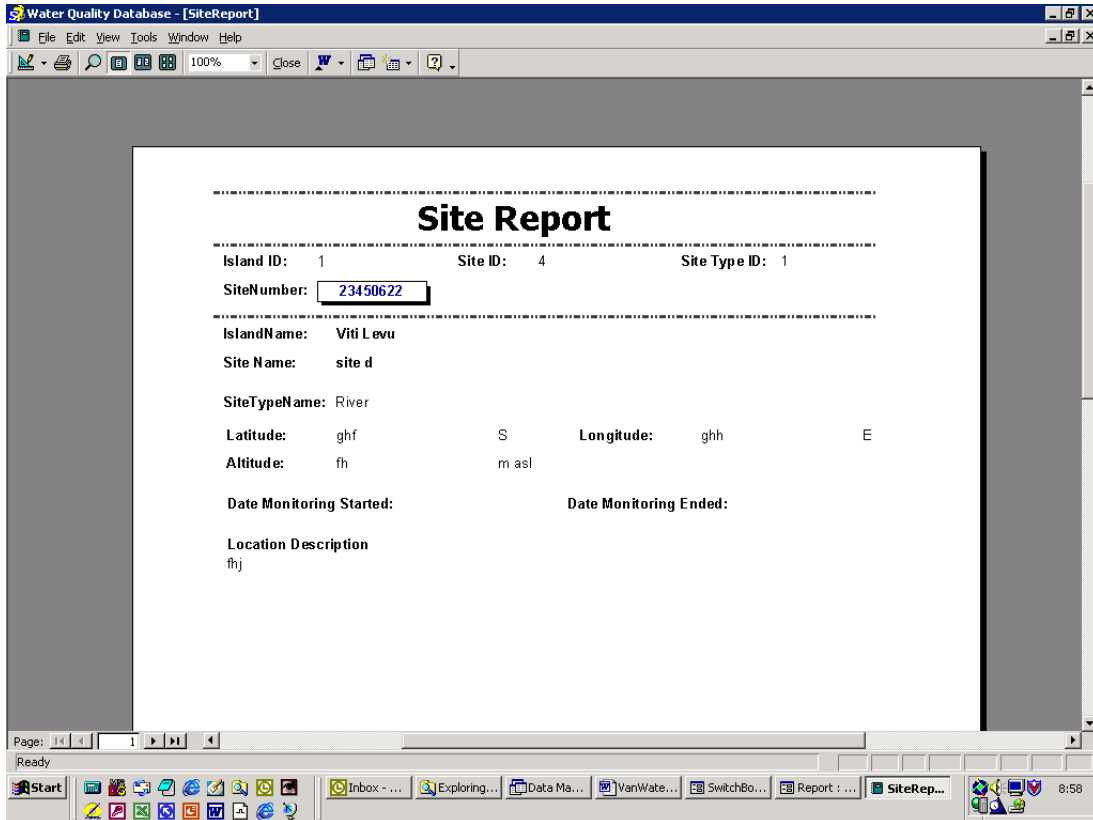 Water Quality Database - [SiteReport]
File Edit View Tools Window Help
100% Close
Site Report
Island ID: 1 Site ID: 4 Site Type ID: 1
SiteNumber: 23450622
IslandName: Viti Levu
Site Name: site d
SiteTypeName: River
Latitude: ghf S Longitude: ghh E
Altitude: fh m asl
Date Monitoring Started: Date Monitoring Ended:
Location Description
fhj
Page: 1
Ready
Start Inbox - ... Exploring... Data Ma... VanWate... SwitchBo... Report : ... SiteRep... 8:58